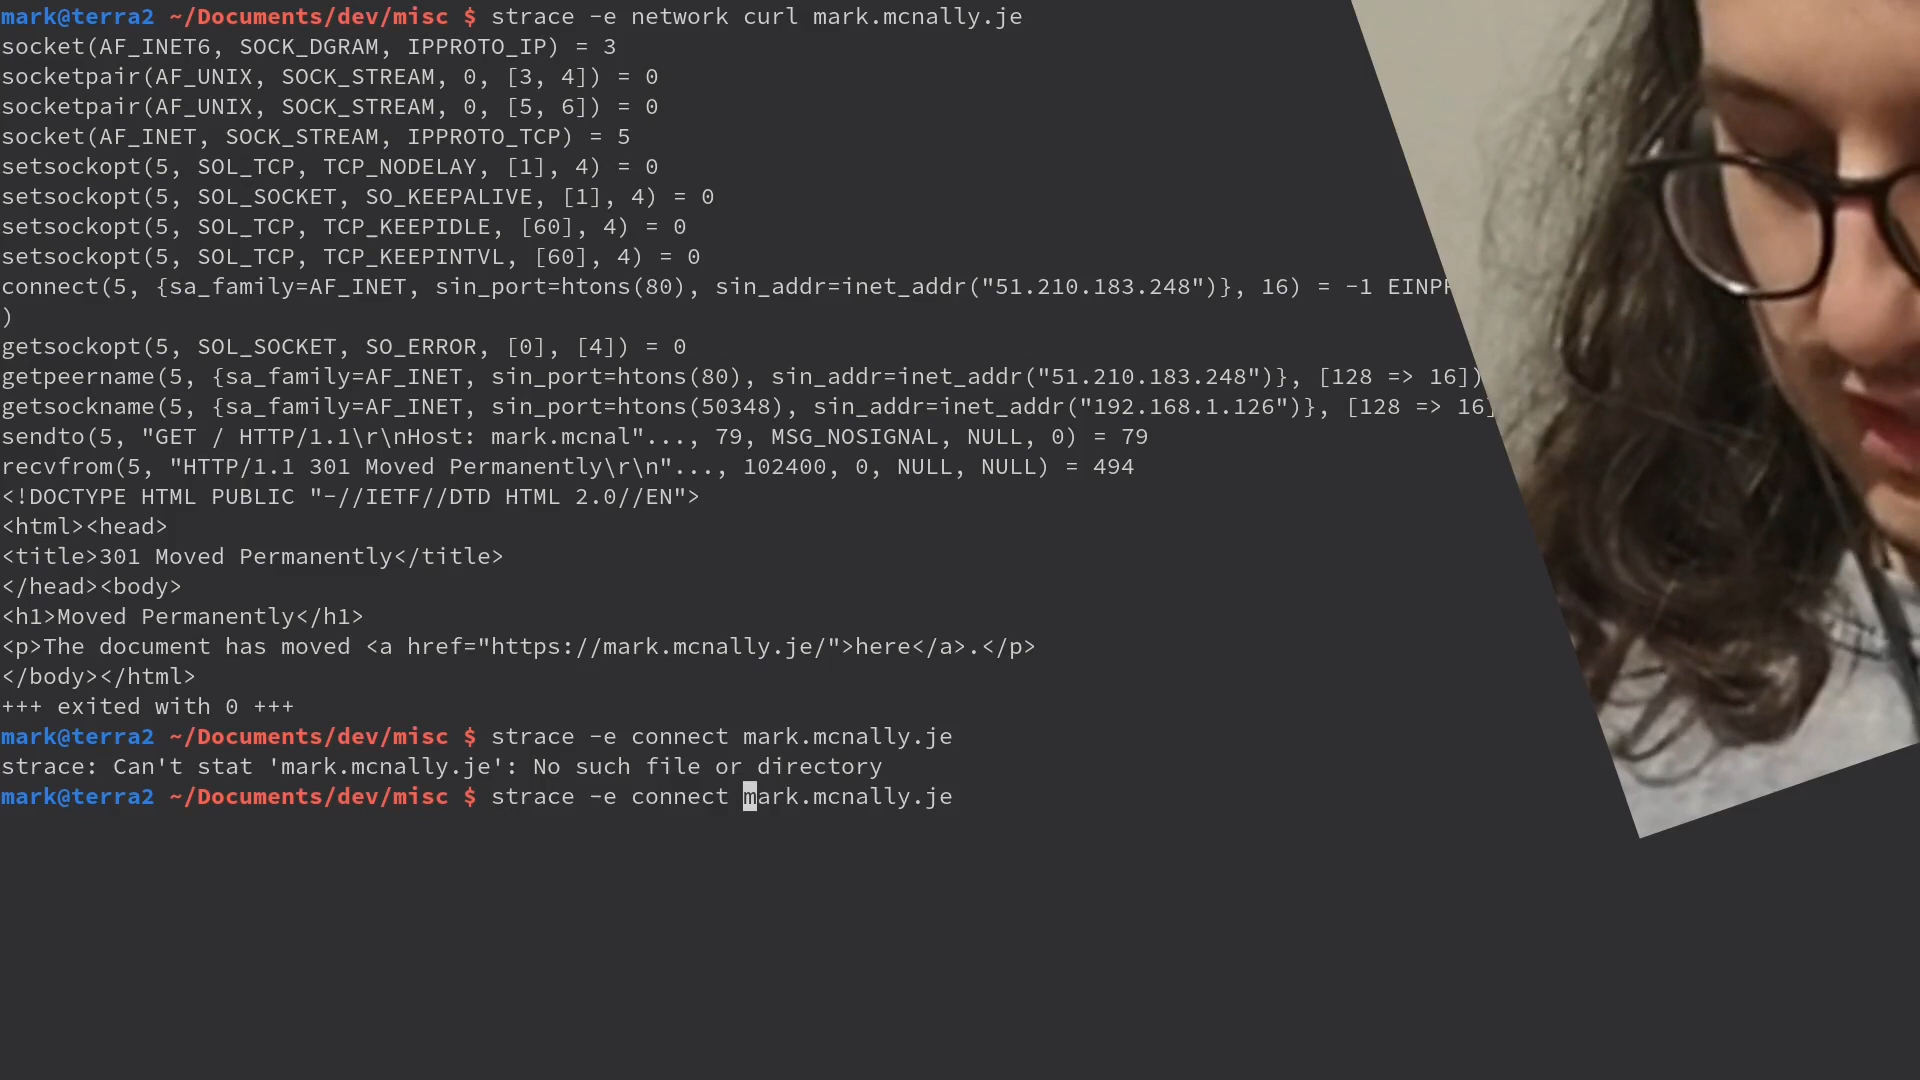 mark@terra2 ~/Documents/dev/misc $ strace -e network curl mark.mcnally.je
socket(AF_INET6, SOCK_DGRAM, IPPROTO_IP) = 3
socketpair(AF_UNIX, SOCK_STREAM, 0, [3, 4]) = 0
socketpair(AF_UNIX, SOCK_STREAM, 0, [5, 6]) = 0
socket(AF_INET, SOCK_STREAM, IPPROTO_TCP) = 5
setsockopt(5, SOL_TCP, TCP_NODELAY, [1], 4) = 0
setsockopt(5, SOL_SOCKET, SO_KEEPALIVE, [1], 4) = 0
setsockopt(5, SOL_TCP, TCP_KEEPIDLE, [60], 4) = 0
setsockopt(5, SOL_TCP, TCP_KEEPINTVL, [60], 4) = 0
connect(5, {sa_family=AF_INET, sin_port=htons(80), sin_addr=inet_addr("51.210.183.248")}, 16) = -1
)
getsockopt(5, SOL_SOCKET, SO_ERROR, [0], [4]) = 0
getpeername(5, {sa_family=AF_INET, sin_port=htons(80), sin_addr=inet_addr("51.210.183.248")}, [128 => 16])
getsockname(5, {sa_family=AF_INET, sin_port=htons(50348), sin_addr=inet_addr("192.168.1.126")}, [128 => 16]
sendto(5, "GET / HTTP/1.1\r\nHost: mark.mcnal"..., 79, MSG_NOSIGNAL, NULL, 0) = 79
recvfrom(5, "HTTP/1.1 301 Moved Permanently\r\n"..., 102400, 0, NULL, NULL) = 494
<!DOCTYPE HTML PUBLIC "-//IETF//DTD HTML 2.0//EN">
<html><head>
<title>301 Moved Permanently</title>
</head><body>
<h1>Moved Permanently</h1>
<p>The document has moved <a href="https://mark.mcnally.je/">here</a>.</p>
</body></html>
+++ exited with 0 +++
mark@terra2 ~/Documents/dev/misc $ strace -e connect mark.mcnally.je
strace: Can't stat 'mark.mcnally.je': No such file or directory
mark@terra2 ~/Documents/dev/misc $ strace -e connect mark.mcnally.je